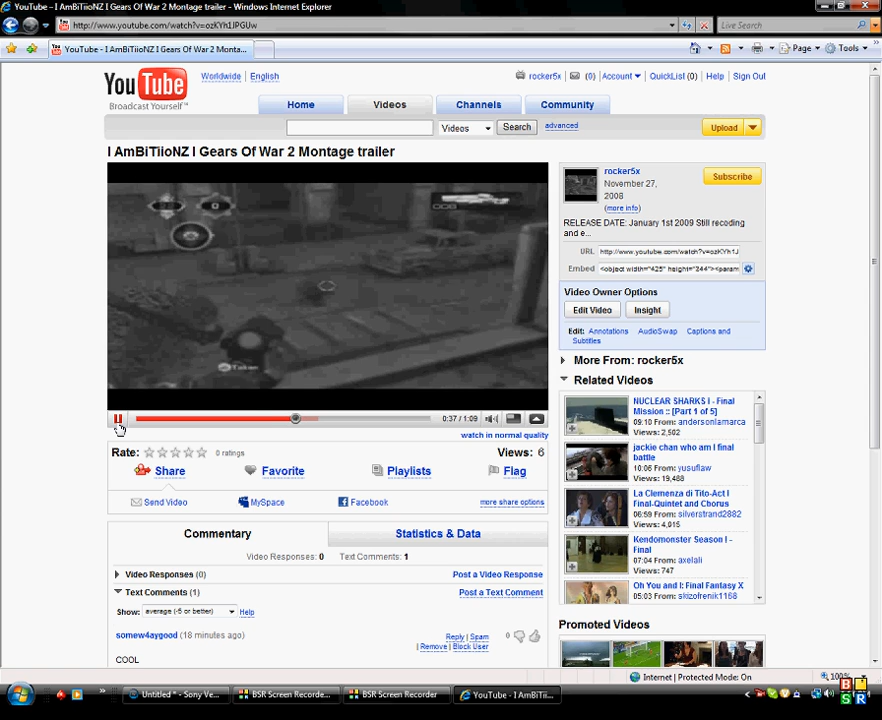 YouTube - I AmBiTiioNZ I Gears Of War 2 Montage trailer - Windows Internet Explorer
http://www.youtube.com/watch?v=ozKYh1JPGUw
Live Search
YouTube - I AmBiTiioNZ I Gears Of War 2 Monta...
Page
Tools
YouTube
Broadcast Yourself™
Worldwide | English
rocker5x (0) | Account QuickList (0) | Help | Sign Out
Home Videos Channels Community
Videos Search advanced Upload
I AmBiTiioNZ I Gears Of War 2 Montage trailer
rocker5x
November 27,
2008
(more info)
Subscribe
RELEASE DATE: January 1st 2009 Still recoding
and e...
URL http://www.youtube.com/watch?v=ozKYh1J
Embed <object width="425" height="344"><param
Video Owner Options
Edit Video Insight
Edit: Annotations AudioSwap Captions and
Subtitles
More From: rocker5x
Related Videos
NUCLEAR SHARKS I - Final
Mission :: [Part 1 of 5]
09:10 From: andersonlamarca
Views: 2,502
jackie chan who am I final
battle
10:06 From: yusuflaw
Views: 19,488
La Clemenza di Tito-Act I
Final-Quintet and Chorus
06:59 From: silverstrand2882
Views: 4,015
Kendomonster Season I -
Final
07:04 From: axelali
Views: 747
Oh You and I: Final Fantasy X
05:03 From: skizofrenik1168
Promoted Videos
0:37 / 1:09
watch in normal quality
Rate: 0 ratings Views: 6
Share Favorite Playlists Flag
Send Video MySpace Facebook more share options
Commentary Statistics & Data
Video Responses: 0 Text Comments: 1
Video Responses (0) Post a Video Response
Text Comments (1) Post a Text Comment
Show: average (-5 or better) Help
somew4aygood (18 minutes ago) Reply | Spam 0
| Remove | Block User
COOL
Internet | Protected Mode: On 100%
Untitled * - Sony Ve... BSR Screen Recorde... BSR Screen Recorder YouTube - I AmBiTii...
BSR